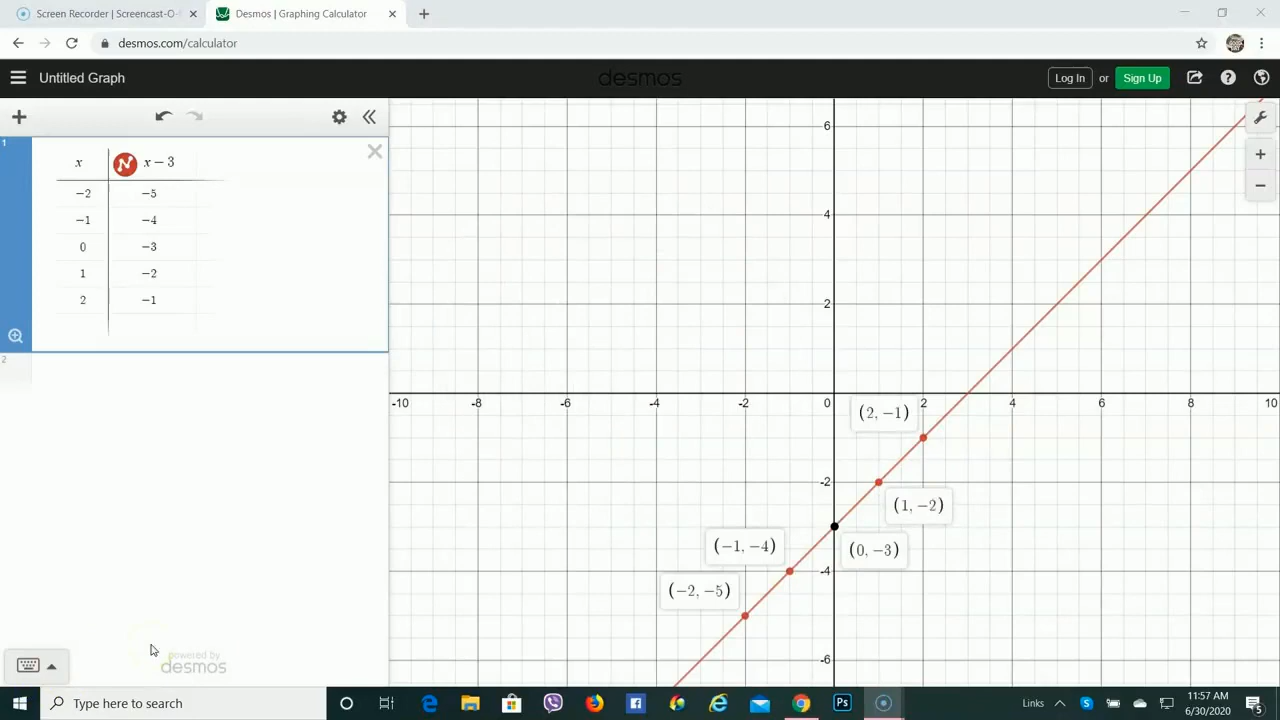 Screen Recorder | Screencast-O-
Desmos | Graphing Calculator
desmos.com/calculator
Untitled Graph
desmos
Log In or Sign Up
1
x x − 3
−2 −5
−1 −4
0 −3
1 −2
2 −1
2
powered by
desmos
6
4
2
-10 -8 -6 -4 -2 0 2 4 6 8 10
-2
-4
-6
(2, −1)
(1, −2)
(−1, −4)
(0, −3)
(−2, −5)
Type here to search
Links
11:57 AM
6/30/2020
5